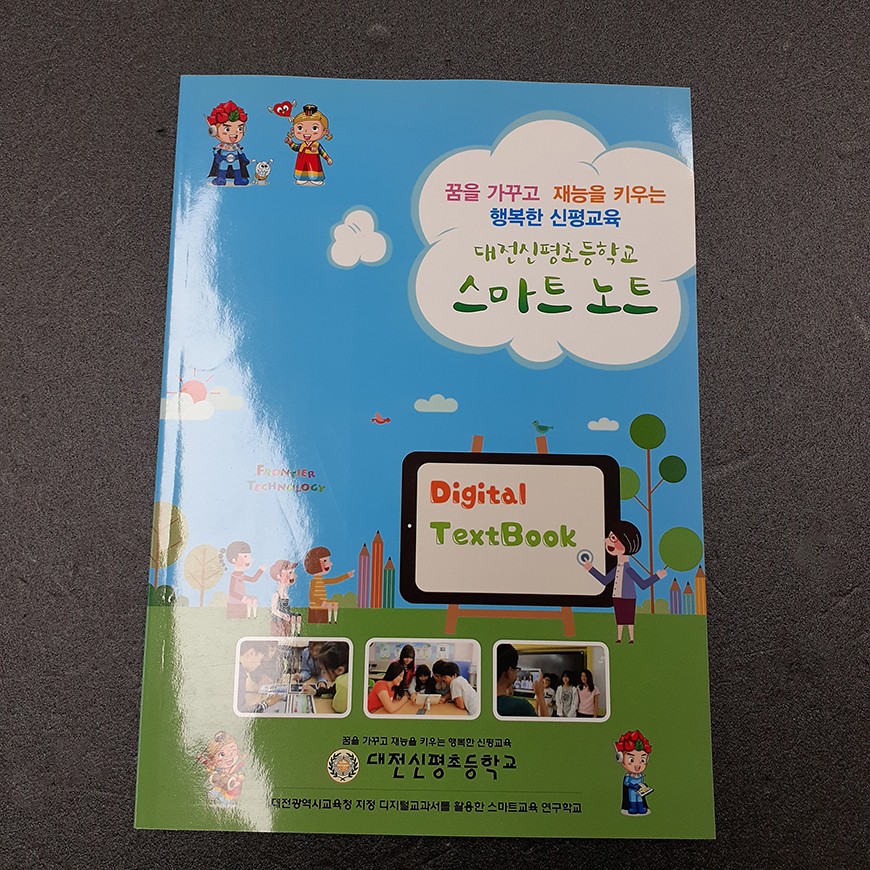 꿈을 가꾸고 재능을 키우는
행복한 신평교육
대전신평초등학교
스마트 노트
FRONTIER
TECHNOLOGY
Digital
TextBook
꿈을 가꾸고 재능을 키우는 행복한 신평교육
대전신평초등학교
대전광역시교육청 지정 디지털교과서를 활용한 스마트교육 연구학교